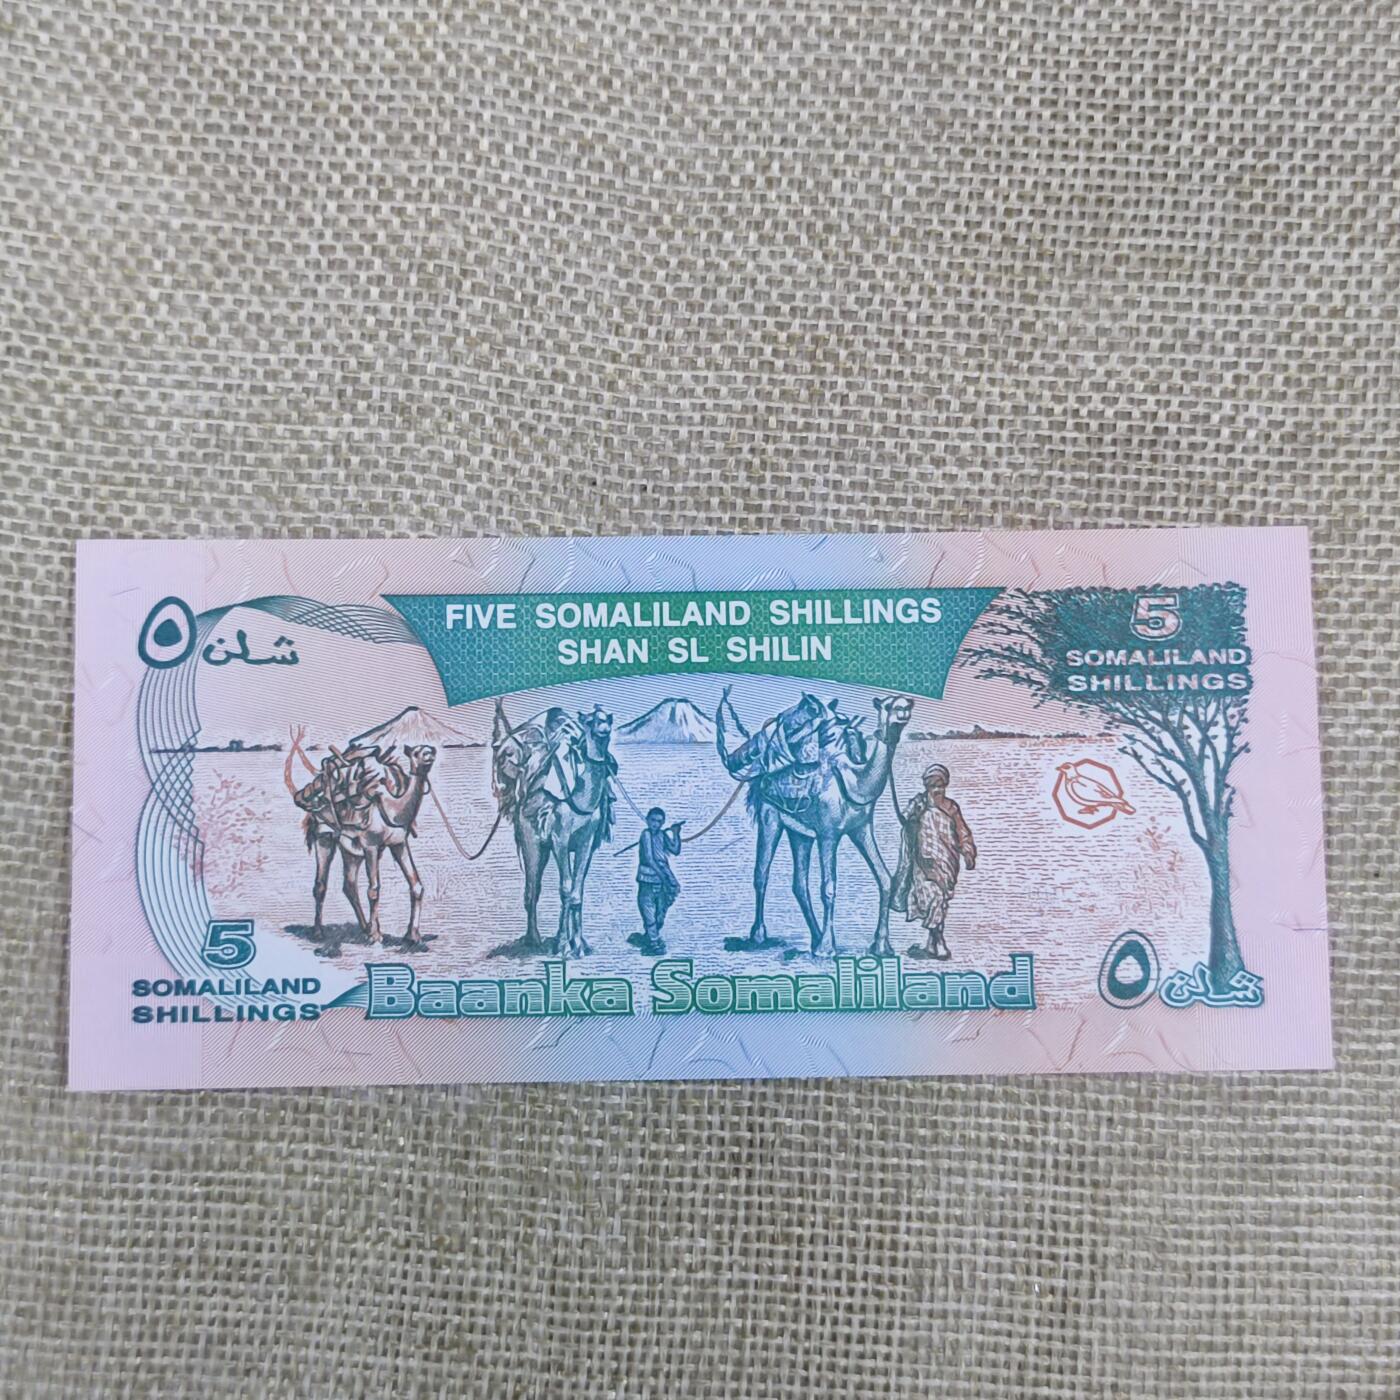 FIVE SOMALILAND SHILLINGS
SHAN SL SHILIN
٥ شلن
5
SOMALILAND
SHILLINGS
5
SOMALILAND
SHILLINGS
Baanka Somaliland
٥ شلن